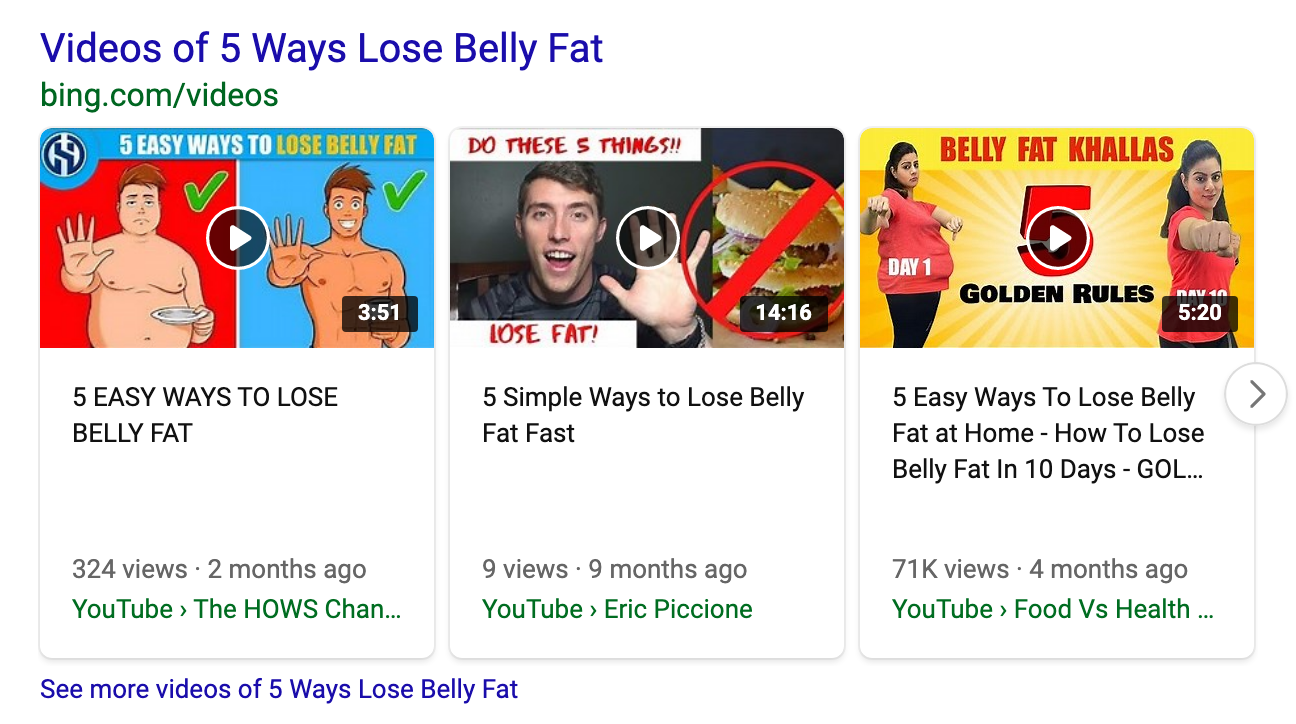 Videos of 5 Ways Lose Belly Fat
bing.com/videos
5 EASY WAYS TO LOSE BELLY FAT
3:51
5 EASY WAYS TO LOSE
BELLY FAT
324 views · 2 months ago
YouTube › The HOWS Chan...
DO THESE 5 THINGS!!
LOSE FAT!
14:16
5 Simple Ways to Lose Belly
Fat Fast
9 views · 9 months ago
YouTube › Eric Piccione
BELLY FAT KHALLAS
5
DAY 1
GOLDEN RULES
DAY 10
5:20
5 Easy Ways To Lose Belly
Fat at Home - How To Lose
Belly Fat In 10 Days - GOL...
71K views · 4 months ago
YouTube › Food Vs Health ...
See more videos of 5 Ways Lose Belly Fat